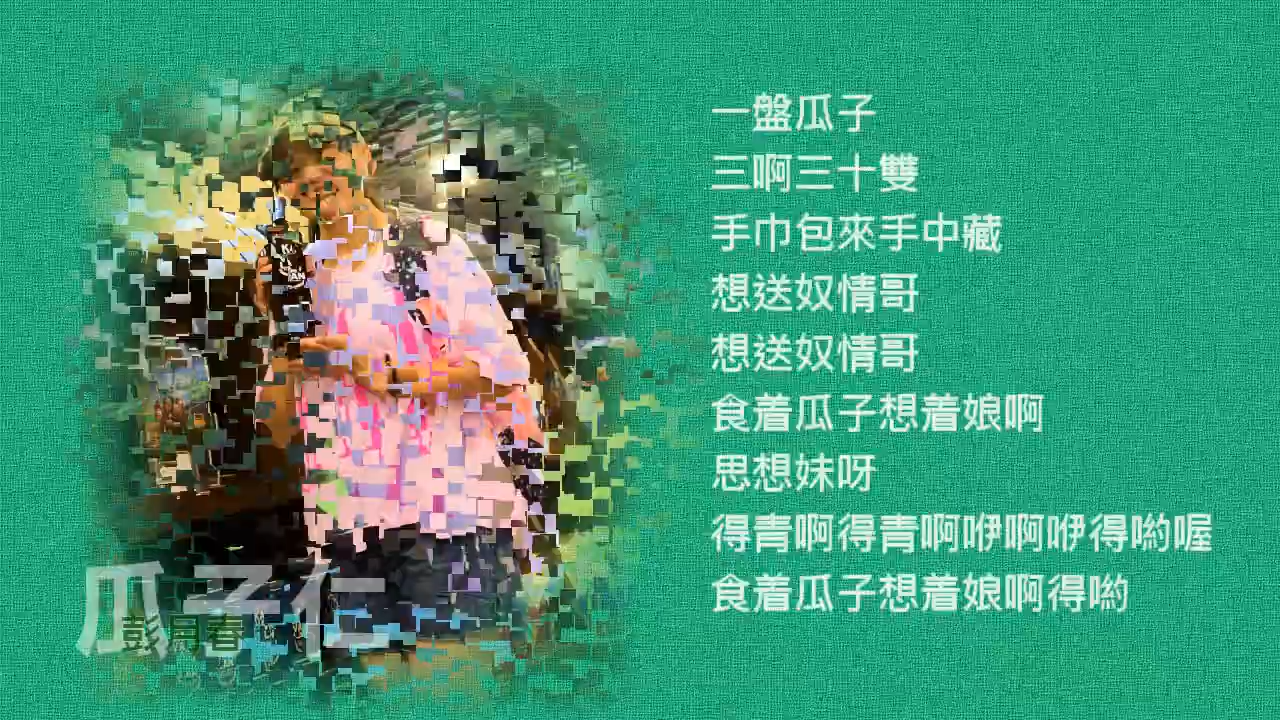 一盤瓜子
三啊三十雙
手巾包來手中藏
想送奴情哥
想送奴情哥
食着瓜子想着娘啊
思想妹呀
得青啊得青啊咿啊咿得喲喔
食着瓜子想着娘啊得喲
瓜子仁
彭月春